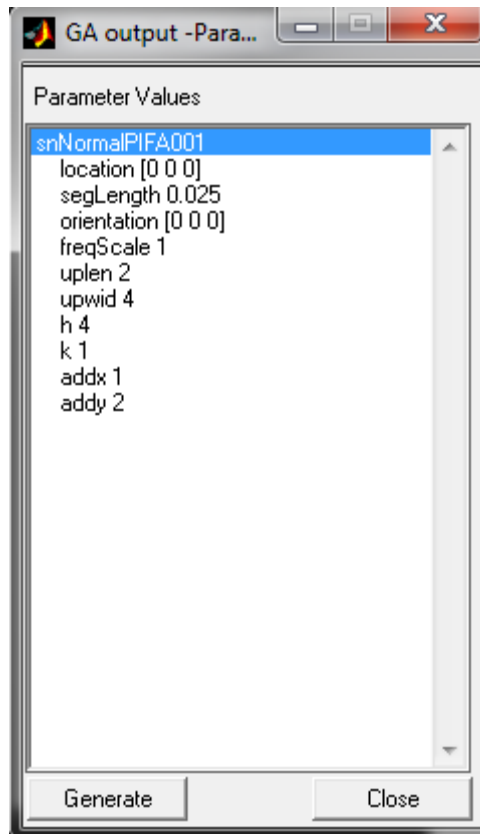 GA output -Para...
Parameter Values
snNormalPIFA001
location [0 0 0]
segLength 0.025
orientation [0 0 0]
freqScale 1
uplen 2
upwid 4
h 4
k 1
addx 1
addy 2
Generate Close